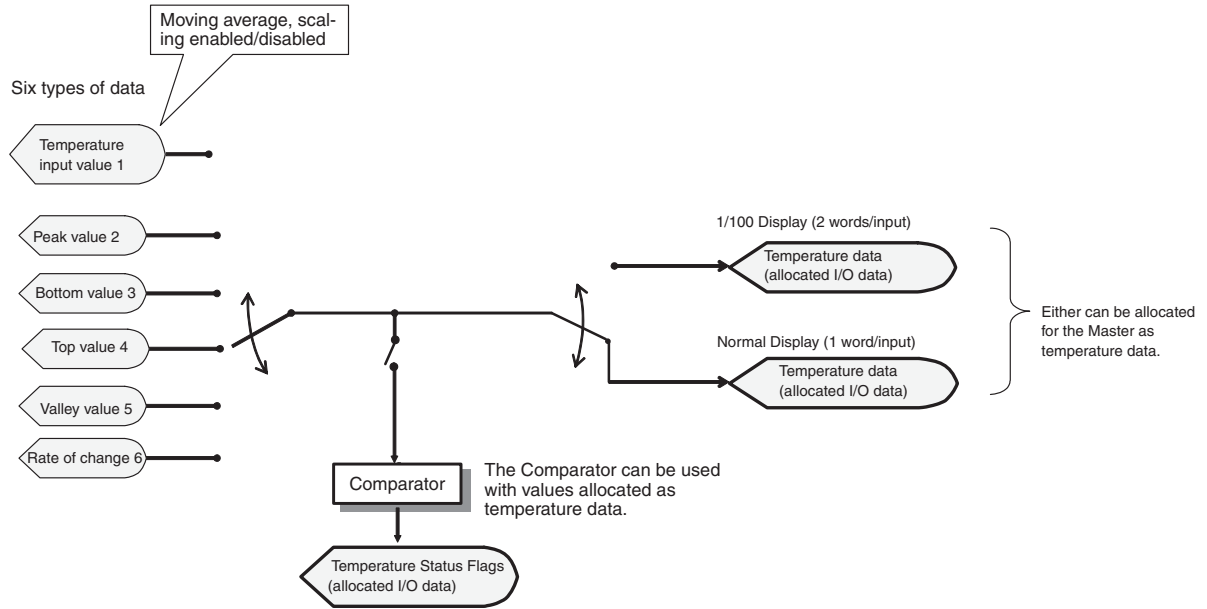 Moving average, scal-
ing enabled/disabled
Six types of data
Temperature
input value 1
Peak value 2
Bottom value 3
Top value 4
Valley value 5
Rate of change 6
1/100 Display (2 words/input)
Temperature data
(allocated I/O data)
Normal Display (1 word/input)
Temperature data
(allocated I/O data)
Either can be allocated
for the Master as
temperature data.
Comparator
The Comparator can be used
with values allocated as
temperature data.
Temperature Status Flags
(allocated I/O data)